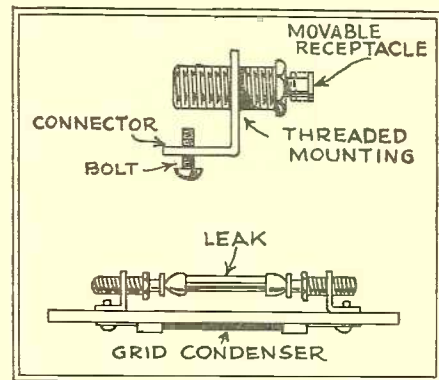 MOVABLE
RECEPTACLE
CONNECTOR
THREADED
MOUNTING
BOLT
LEAK
GRID CONDENSER